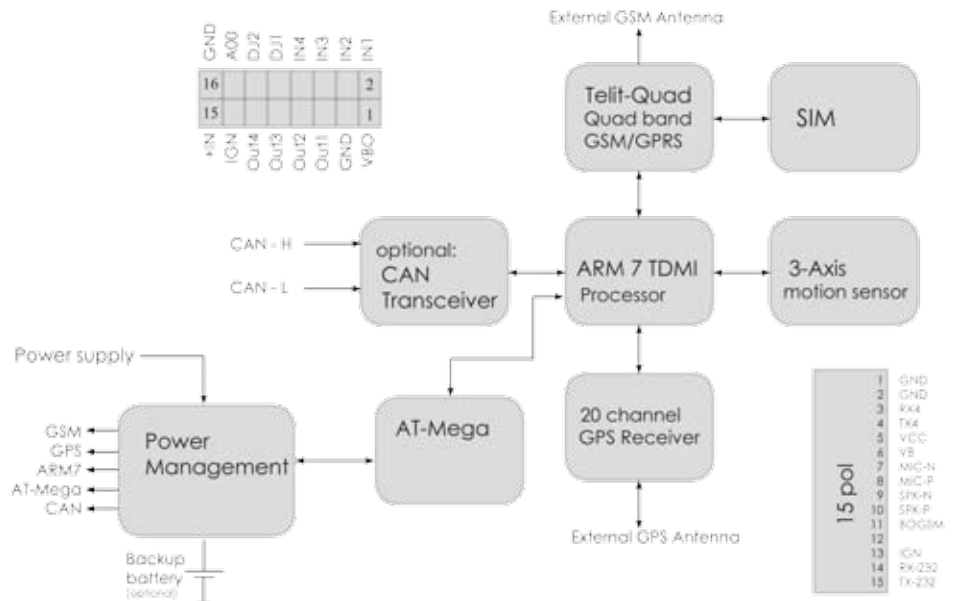 External GSM Antenna
GND
A00
DJ2
DJ1
IN4
IN3
IN2
IN1
16
2
15
1
+IN
IGN
Out4
Out3
Out2
Out1
GND
VBO
Telit-Quad
Quad band
GSM/GPRS
SIM
CAN - H
CAN - L
optional:
CAN
Transceiver
ARM 7 TDMI
Processor
3-Axis
motion sensor
Power supply
GSM
GPS
ARM7
AT-Mega
CAN
Power
Management
AT-Mega
20 channel
GPS Receiver
External GPS Antenna
Backup
battery
(optional)
15 pol
1 GND
2 GND
3 RX4
4 TX4
5 VCC
6 VB
7 MIC-N
8 MIC-P
9 SPK-N
10 SPK-P
11 BOGSM
12
13 IGN
14 RX-232
15 TX-232